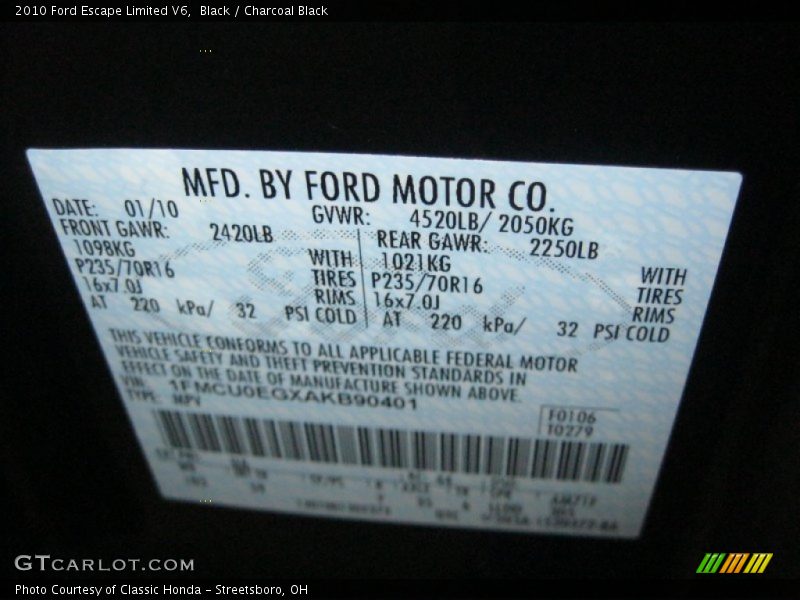 2010 Ford Escape Limited V6,  Black / Charcoal Black
MFD. BY FORD MOTOR CO.
DATE: 01/10 GVWR: 4520LB/ 2050KG
FRONT GAWR: 2420LB REAR GAWR: 2250LB
1098KG WITH 1021KG WITH
P235/70R16 TIRES P235/70R16 TIRES
16x7.0J RIMS 16x7.0J RIMS
AT 220 kPa/ 32 PSI COLD AT 220 kPa/ 32 PSI COLD
THIS VEHICLE CONFORMS TO ALL APPLICABLE FEDERAL MOTOR
VEHICLE SAFETY AND THEFT PREVENTION STANDARDS IN
EFFECT ON THE DATE OF MANUFACTURE SHOWN ABOVE.
VIN: 1FMCU0EGXAKB90401
TYPE: MPV
F0106
T0279
GTCARLOT.COM
Photo Courtesy of Classic Honda - Streetsboro, OH